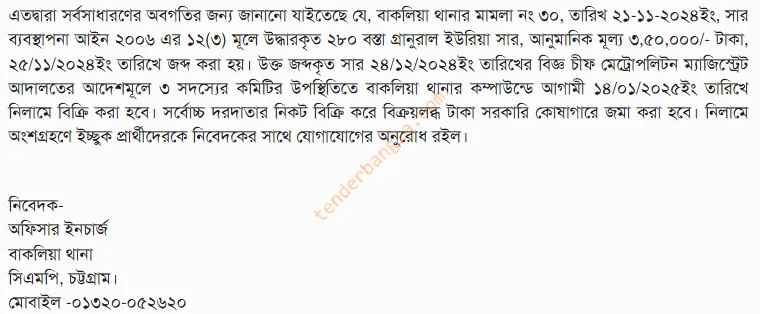 এতদ্বারা সর্বসাধারণের অবগতির জন্য জানানো যাইতেছে যে, বাকলিয়া থানার মামলা নং ৩০, তারিখ ২১-১১-২০২৪ইং, সার
ব্যবস্থাপনা আইন ২০০৬ এর ১২(৩) মূলে উদ্ধারকৃত ২৮০ বস্তা গ্রানুরাল ইউরিয়া সার, আনুমানিক মূল্য ৩,৫০,০০০/- টাকা,
২৫/১১/২০২৪ইং তারিখে জব্দ করা হয়। উক্ত জব্দকৃত সার ২৪/১২/২০২৪ইং তারিখের বিজ্ঞ চীফ মেট্রোপলিটন ম্যাজিস্ট্রেট
আদালতের আদেশমূলে ৩ সদস্যের কমিটির উপস্থিতিতে বাকলিয়া থানার কম্পাউন্ডে আগামী ১৪/০১/২০২৫ইং তারিখে
নিলামে বিক্রি করা হবে। সর্বোচ্চ দরদাতার নিকট বিক্রি করে বিক্রয়লব্ধ টাকা সরকারি কোষাগারে জমা করা হবে। নিলামে
অংশগ্রহণে ইচ্ছুক প্রার্থীদেরকে নিবেদকের সাথে যোগাযোগের অনুরোধ রইল।
নিবেদক-
অফিসার ইনচার্জ
বাকলিয়া থানা
সিএমপি, চট্টগ্রাম।
মোবাইল -০১৩২০-০৫২৬২০
tenderbangla.com